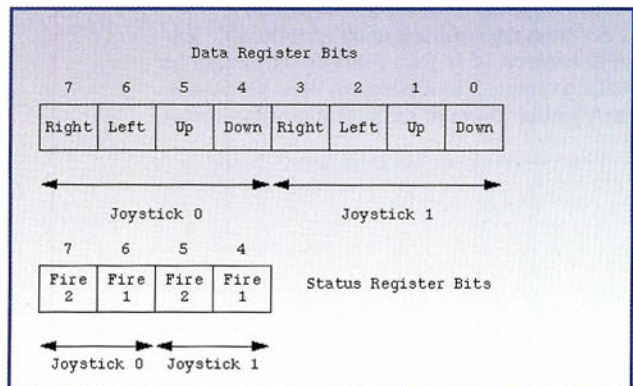 Data Register Bits
7 6 5 4 3 2 1 0
Right Left Up Down Right Left Up Down
Joystick 0 Joystick 1
7 6 5 4
Fire 2 Fire 1 Fire 2 Fire 1
Status Register Bits
Joystick 0 Joystick 1